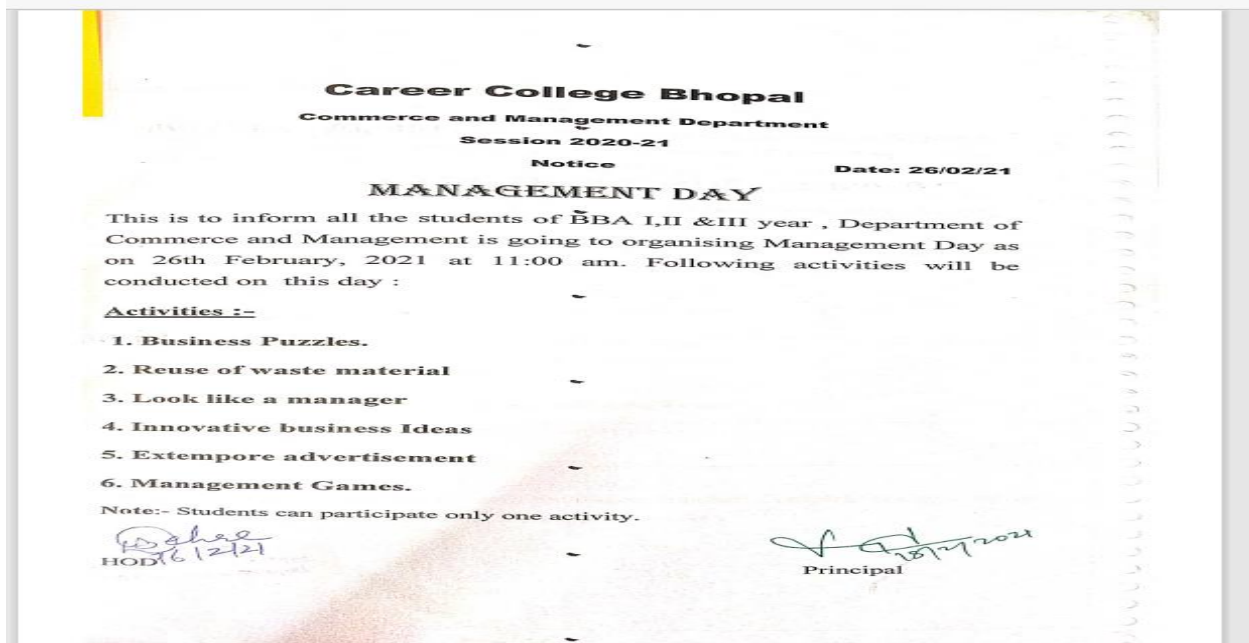 Career College Bhopal
Commerce and Management Department
Session 2020-21
Notice
Date: 26/02/21
MANAGEMENT DAY
This is to inform all the students of BBA I,II &III year , Department of
Commerce and Management is going to organising Management Day as
on 26th February, 2021 at 11:00 am. Following activities will be
conducted on this day :
Activities :-
1. Business Puzzles.
2. Reuse of waste material
3. Look like a manager
4. Innovative business Ideas
5. Extempore advertisement
6. Management Games.
Note:- Students can participate only one activity.
HOD
Principal